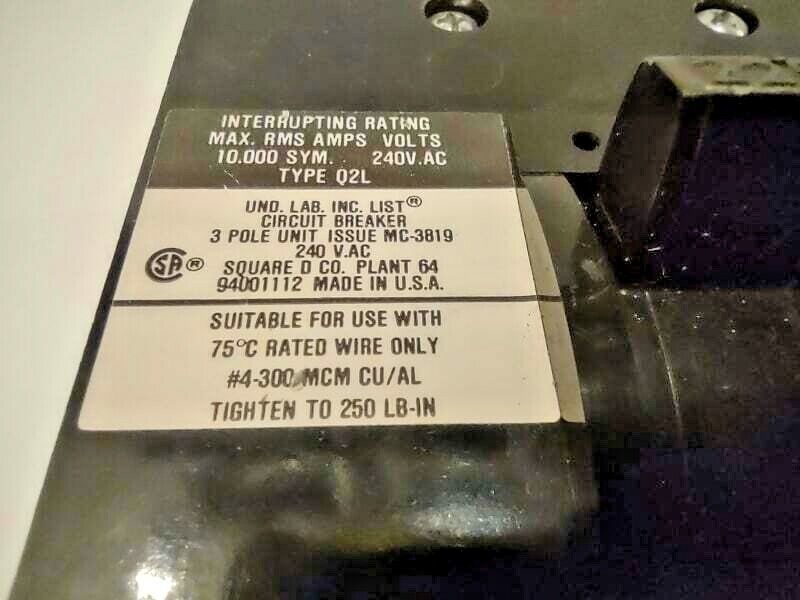 INTERRUPTING RATING
MAX. RMS AMPS VOLTS
10.000 SYM. 240V.AC
TYPE Q2L
UND. LAB. INC. LIST®
CIRCUIT BREAKER
3 POLE UNIT ISSUE MC-3819
240 V.AC
SA® SQUARE D CO. PLANT 64
94001112 MADE IN U.S.A.
SUITABLE FOR USE WITH
75°C RATED WIRE ONLY
#4-300 MCM CU/AL
TIGHTEN TO 250 LB-IN